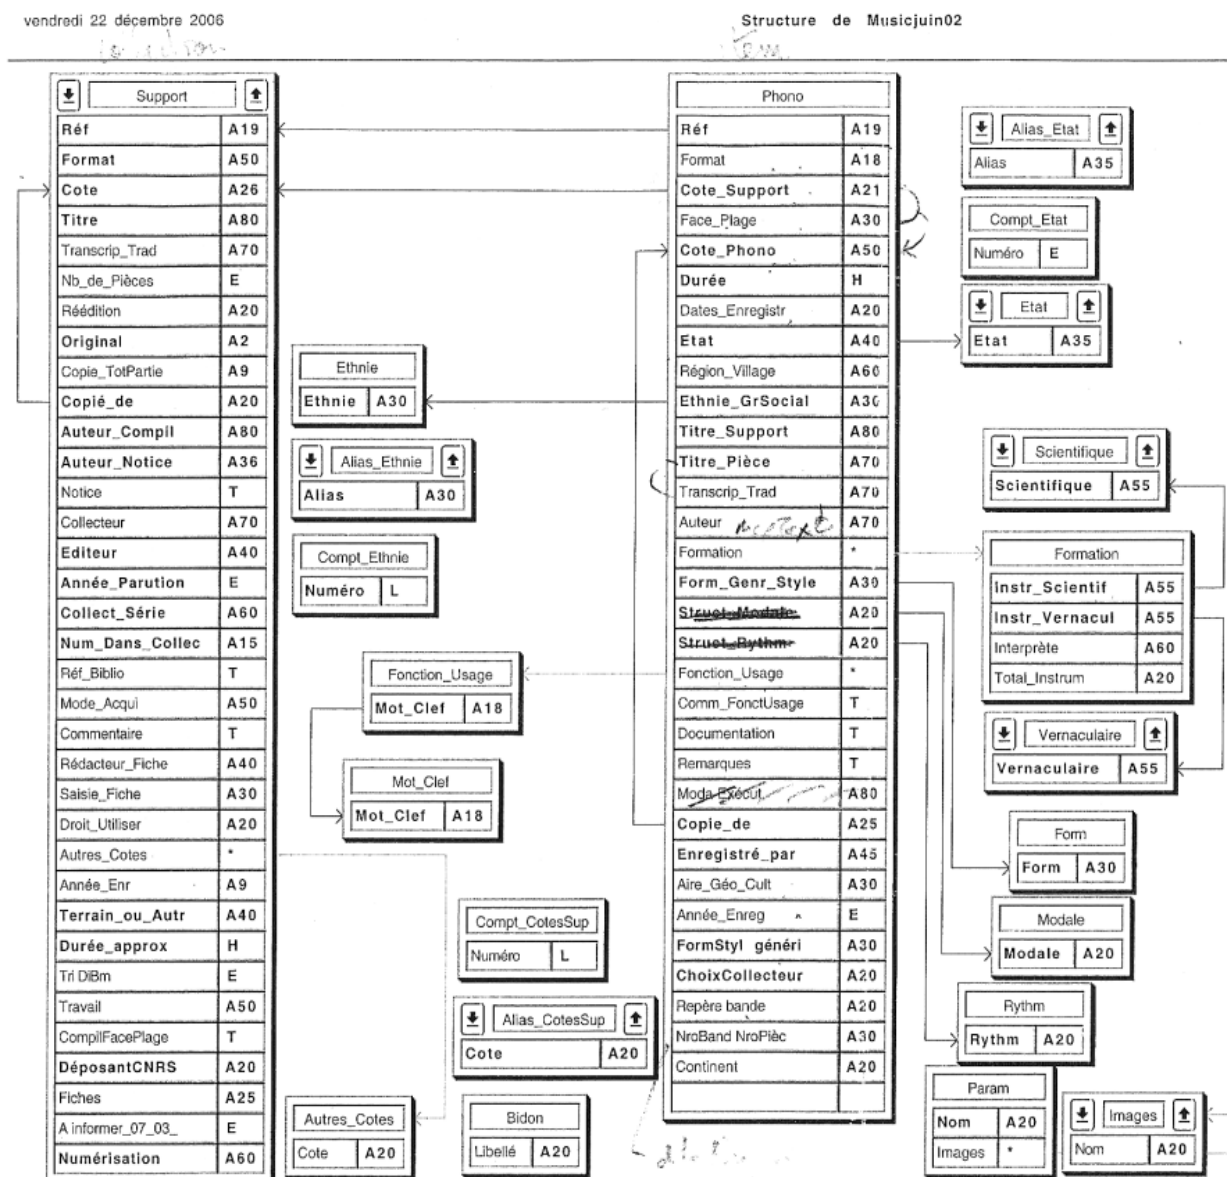 vendredi 22 décembre 2006
Structure de Musicjuin02
Item
Support
Réf A19
Format A50
Cote A26
Titre A80
Transcrip_Trad A70
Nb_de_Pièces E
Réédition A20
Original A2
Copie_TotPartie A9
Copié_de A20
Auteur_Compil A80
Auteur_Notice A36
Notice T
Collecteur A70
Editeur A40
Année_Parution E
Collect_Série A60
Num_Dans_Collec A15
Réf_Biblio T
Mode_Acqui A50
Commentaire T
Rédacteur_Fiche A40
Saisie_Fiche A30
Droit_Utiliser A20
Autres_Cotes *
Année_Enr A9
Terrain_ou_Autr A40
Durée_approx H
Tri DiBm E
Travail A50
CompilFacePlage T
DéposantCNRS A20
Fiches A25
A informer_07_03_ E
Numérisation A60
Ethnie
Ethnie A30
Alias_Ethnie
Alias A30
Compt_Ethnie
Numéro L
Fonction_Usage
Mot_Clef A18
Mot_Clef
Mot_Clef A18
Compt_CotesSup
Numéro L
Alias_CotesSup
Cote A20
Autres_Cotes
Cote A20
Bidon
Libellé A20
Phono
Réf A19
Format A18
Cote_Support A21
Face_Plage A30
Cote_Phono A50
Durée H
Dates_Enregistr A20
Etat A40
Région_Village A60
Ethnie_GrSocial A30
Titre_Support A80
Titre_Pièce A70
Transcrip_Trad A70
Auteur A70
Formation *
Form_Genr_Style A30
Struct_Modale A20
Struct_Rythm A20
Fonction_Usage *
Comm_FonctUsage T
Documentation T
Remarques T
Moda Exécut A80
Copie_de A25
Enregistré_par A45
Aire_Géo_Cult A30
Année_Enreg E
FormStyl généri A30
ChoixCollecteur A20
Repère bande A20
NroBand NroPièc A30
Continent A20
Alias_Etat
Alias A35
Compt_Etat
Numéro E
Etat
Etat A35
Scientifique
Scientifique A55
Formation
Instr_Scientif A55
Instr_Vernacul A55
Interprète A60
Total_Instrum A20
Vernaculaire
Vernaculaire A55
Form
Form A30
Modale
Modale A20
Rythm
Rythm A20
Param
Nom A20
Images *
Images
Nom A20